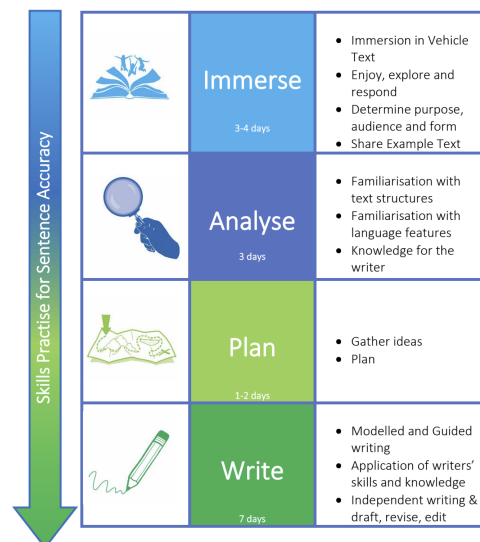 Skills Practise for Sentence Accuracy
Immerse
3-4 days
• Immersion in Vehicle
Text
• Enjoy, explore and
respond
• Determine purpose,
audience and form
• Share Example Text
Analyse
3 days
• Familiarisation with
text structures
• Familiarisation with
language features
• Knowledge for the
writer
Plan
1-2 days
• Gather ideas
• Plan
Write
7 days
• Modelled and Guided
writing
• Application of writers’
skills and knowledge
• Independent writing &
draft, revise, edit